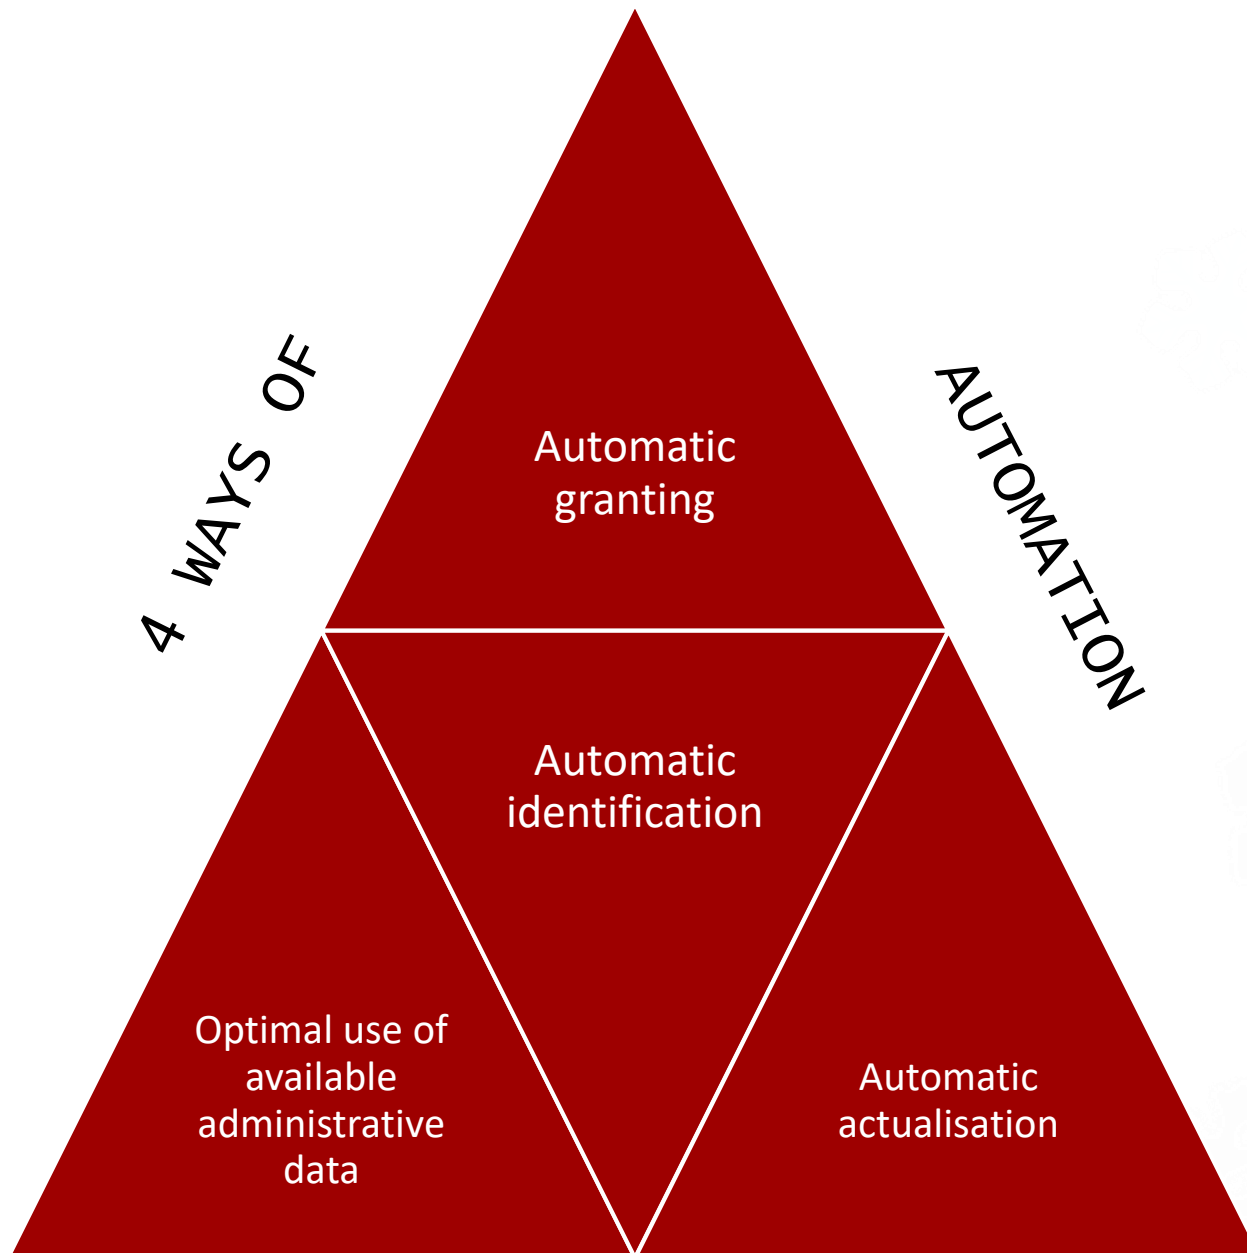 4 WAYS OF
AUTOMATION
Automatic
granting
Automatic
identification
Optimal use of
available
administrative
data
Automatic
actualisation